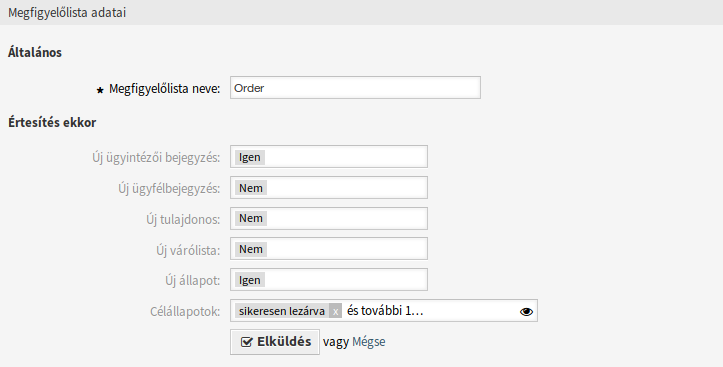 Megfigyelőlista adatai
Általános
★ Megfigyelőlista neve: Order
Értesítés ekkor
Új ügyintézői bejegyzés: Igen
Új ügyfélbejegyzés: Nem
Új tulajdonos: Nem
Új várólista: Nem
Új állapot: Igen
Célállapotok: sikeresen lezárva x és további 1...
Elküldés vagy Mégse